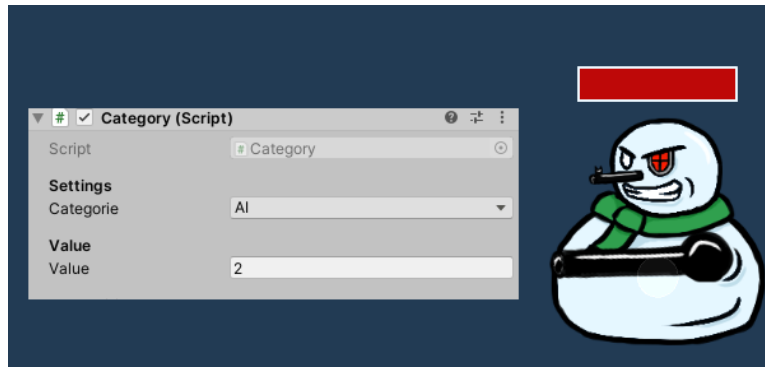 Category (Script)
Script
# Category
Settings
Categorie
AI
Value
Value
2